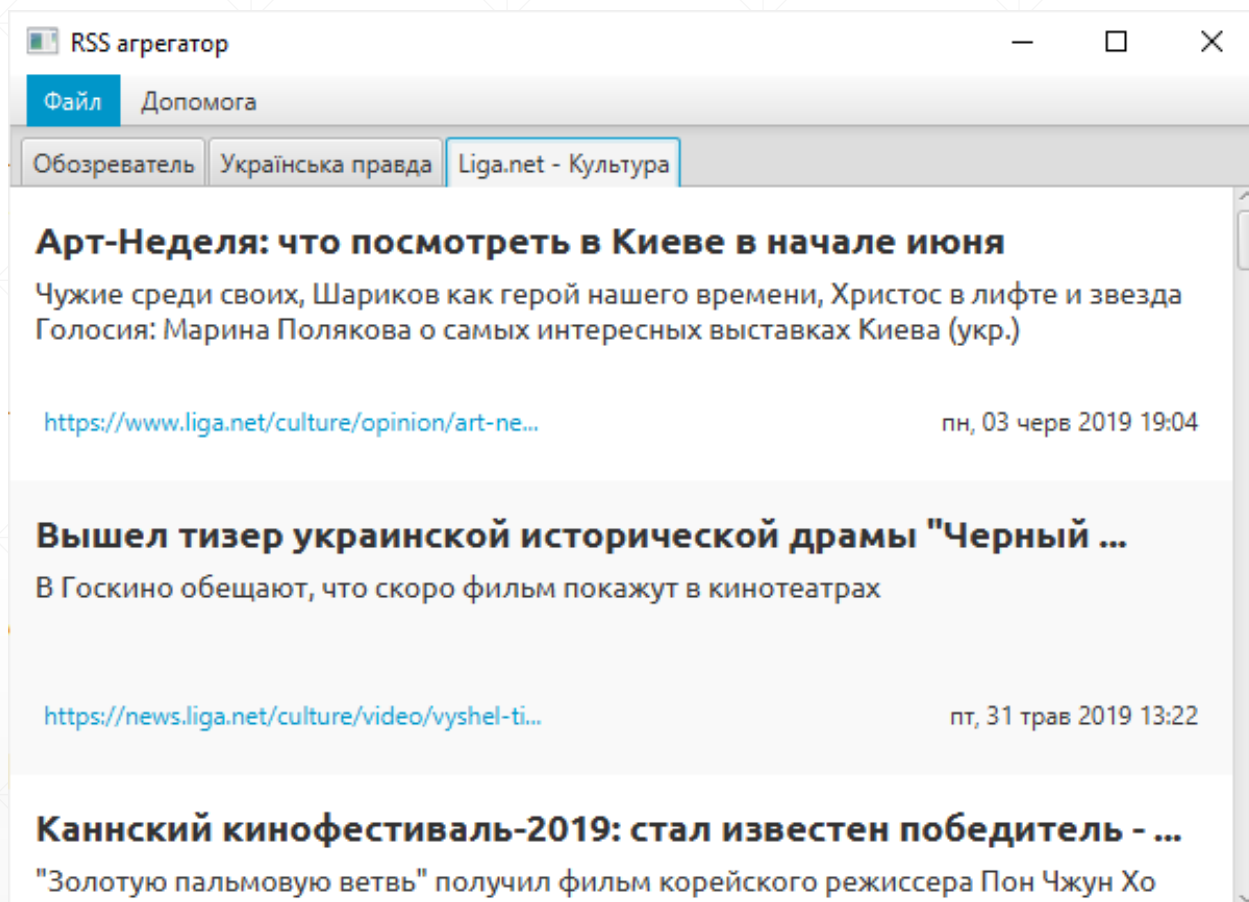 RSS агрегатор
Файл Допомога
Обозреватель Українська правда Liga.net - Культура
Арт-Неделя: что посмотреть в Киеве в начале июня
Чужие среди своих, Шариков как герой нашего времени, Христос в лифте и звезда
Голосия: Марина Полякова о самых интересных выставках Киева (укр.)
https://www.liga.net/culture/opinion/art-ne... пн, 03 черв 2019 19:04
Вышел тизер украинской исторической драмы "Черный ...
В Госкино обещают, что скоро фильм покажут в кинотеатрах
https://news.liga.net/culture/video/vyshel-ti... пт, 31 трав 2019 13:22
Каннский кинофестиваль-2019: стал известен победитель - ...
"Золотую пальмовую ветвь" получил фильм корейского режиссера Пон Чжун Хо